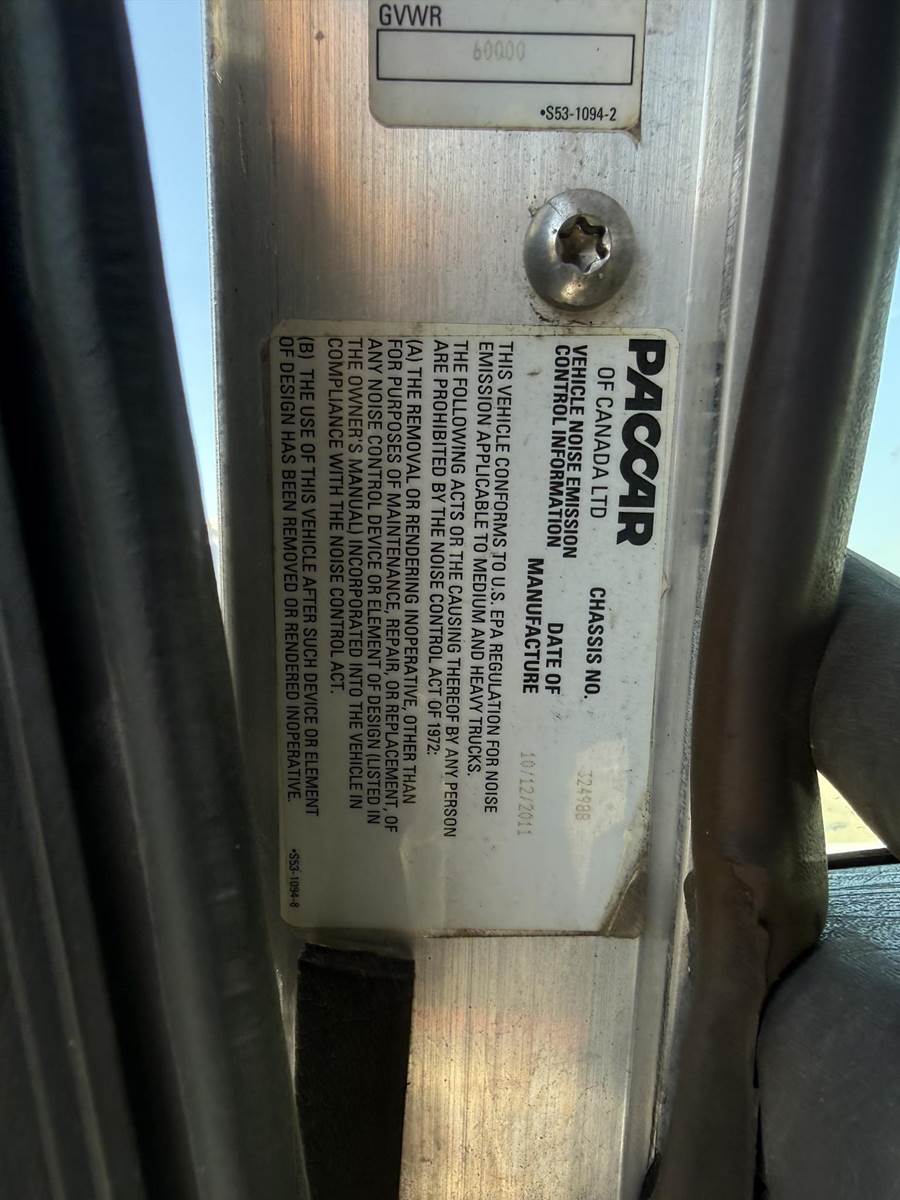 GVWR
60000
•S53-1094-2
PACCAR
OF CANADA LTD
CHASSIS NO. 324988
VEHICLE NOISE EMISSION
CONTROL INFORMATION
DATE OF
MANUFACTURE 10/12/2011
THIS VEHICLE CONFORMS TO U.S. EPA REGULATION FOR NOISE
EMISSION APPLICABLE TO MEDIUM AND HEAVY TRUCKS.
THE FOLLOWING ACTS OR THE CAUSING THEREOF BY ANY PERSON
ARE PROHIBITED BY THE NOISE CONTROL ACT OF 1972:
(A) THE REMOVAL OR RENDERING INOPERATIVE, OTHER THAN
FOR PURPOSES OF MAINTENANCE, REPAIR, OR REPLACEMENT, OF
ANY NOISE CONTROL DEVICE OR ELEMENT OF DESIGN (LISTED IN
THE OWNER'S MANUAL) INCORPORATED INTO THE VEHICLE IN
COMPLIANCE WITH THE NOISE CONTROL ACT.
(B) THE USE OF THIS VEHICLE AFTER SUCH DEVICE OR ELEMENT
OF DESIGN HAS BEEN REMOVED OR RENDERED INOPERATIVE.
•S53-1094-8